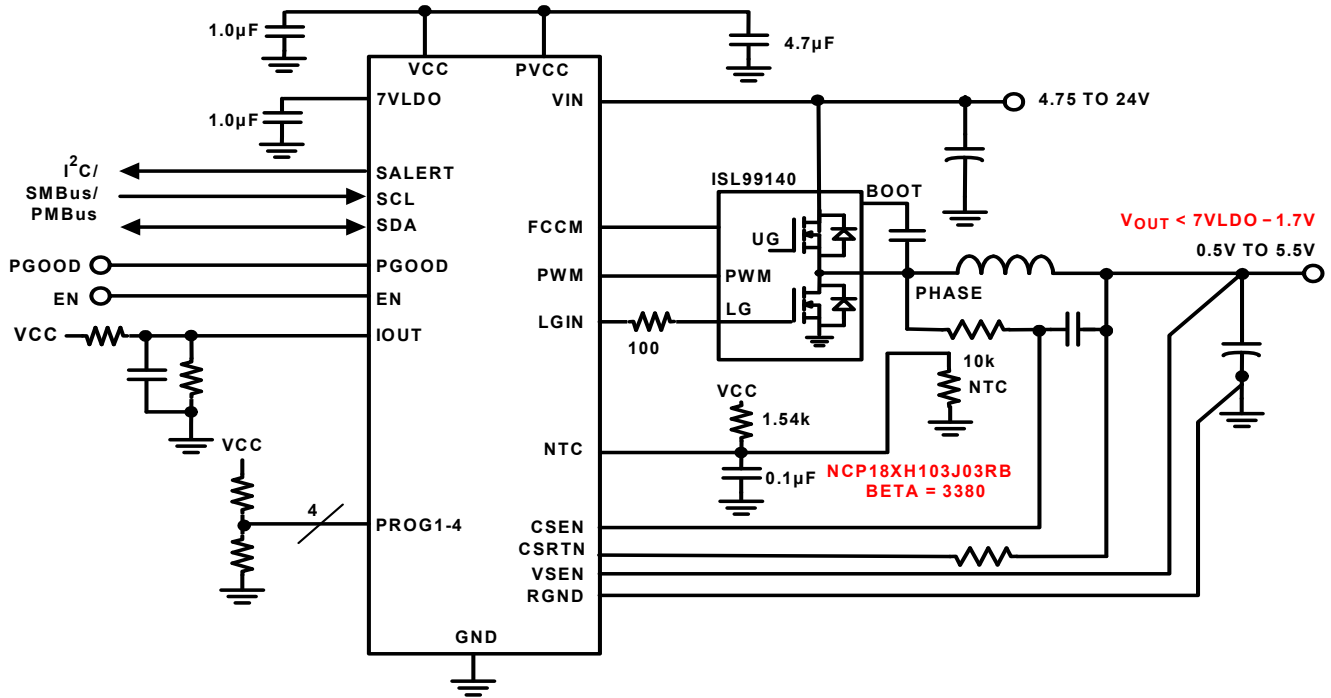 1.0µF
4.7µF
VCC
PVCC
7VLDO
VIN
4.75 TO 24V
1.0µF
I²C/
SMBus/
PMBus
SALERT
SCL
SDA
ISL99140
BOOT
VOUT < 7VLDO – 1.7V
0.5V TO 5.5V
FCCM
UG
PGOOD
PGOOD
PWM
PWM
PHASE
EN
EN
LGIN
LG
100
VCC
IOUT
10k
NTC
VCC
1.54k
VCC
NTC
0.1µF
NCP18XH103J03RB
BETA = 3380
4
PROG1-4
CSEN
CSRTN
VSEN
RGND
GND